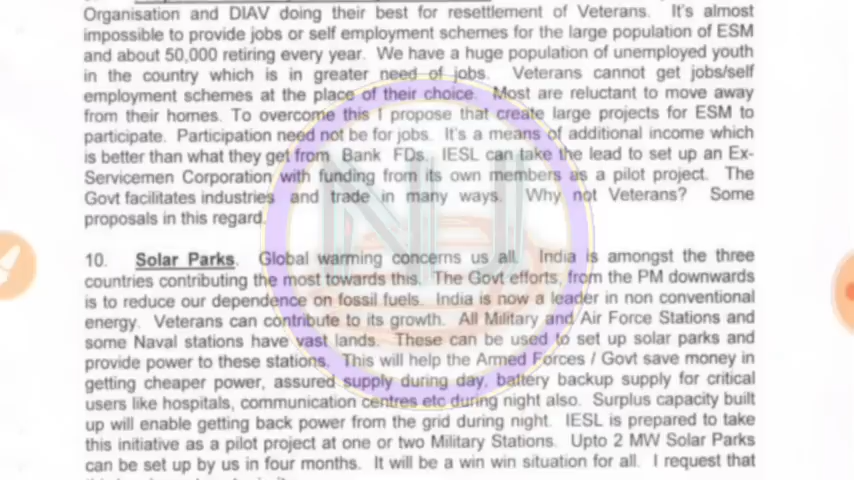 Organisation and DIAV doing their best for resettlement of Veterans. It's almost
impossible to provide jobs or self employment schemes for the large population of ESM
and about 50,000 retiring every year. We have a huge population of unemployed youth
in the country which is in greater need of jobs. Veterans cannot get jobs/self
employment schemes at the place of their choice. Most are reluctant to move away
from their homes. To overcome this I propose that create large projects for ESM to
participate. Participation need not be for jobs. It's a means of additional income which
is better than what they get from Bank FDs. IESL can take the lead to set up an Ex-
Servicemen Corporation with funding from its own members as a pilot project. The
Govt facilitates industries and trade in many ways. Why not Veterans? Some
proposals in this regard.
10. Solar Parks. Global warming concerns us all. India is amongst the three
countries contributing the most towards this. The Govt efforts, from the PM downwards
is to reduce our dependence on fossil fuels. India is now a leader in non conventional
energy. Veterans can contribute to its growth. All Military and Air Force Stations and
some Naval stations have vast lands. These can be used to set up solar parks and
provide power to these stations. This will help the Armed Forces / Govt save money in
getting cheaper power, assured supply during day, battery backup supply for critical
users like hospitals, communication centres etc during night also. Surplus capacity built
up will enable getting back power from the grid during night. IESL is prepared to take
this initiative as a pilot project at one or two Military Stations. Upto 2 MW Solar Parks
can be set up by us in four months. It will be a win win situation for all. I request that